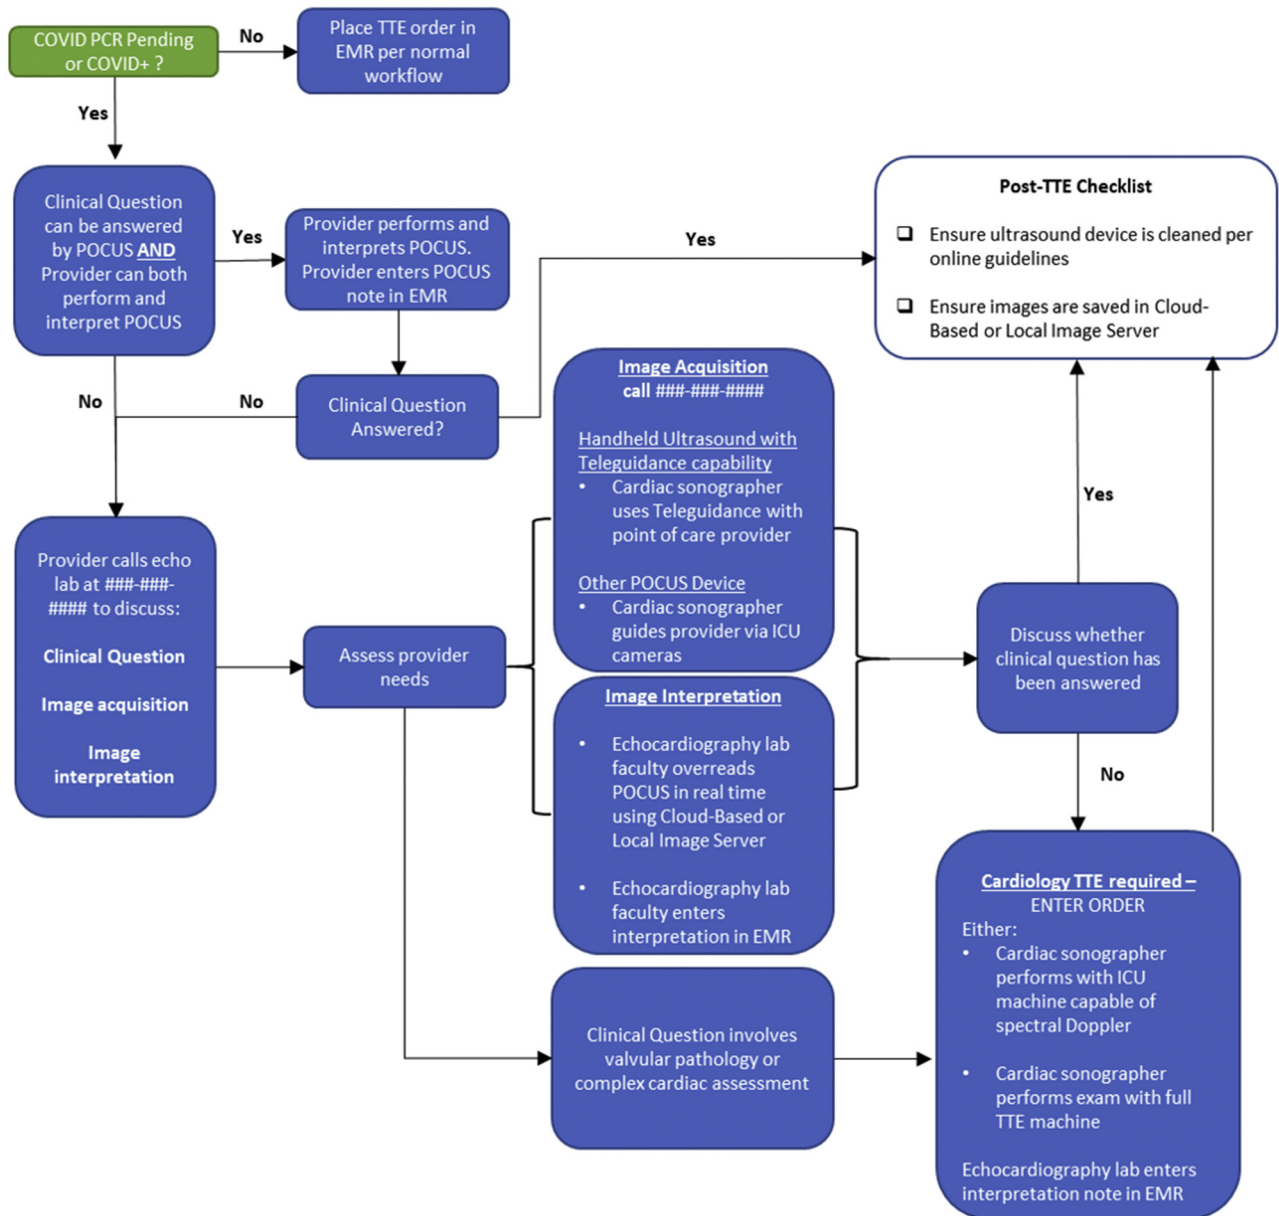 COVID PCR Pending
or COVID+ ?
No
Place TTE order in
EMR per normal
workflow
Yes
Clinical Question
can be answered
by POCUS AND
Provider can both
perform and
interpret POCUS
Yes
Provider performs and
interprets POCUS.
Provider enters POCUS
note in EMR
Yes
Post-TTE Checklist
❑ Ensure ultrasound device is cleaned per
online guidelines
❑ Ensure images are saved in Cloud-
Based or Local Image Server
No
No
Clinical Question
Answered?
Image Acquisition
call ###-###-####
Handheld Ultrasound with
Teleguidance capability
• Cardiac sonographer
uses Teleguidance with
point of care provider
Other POCUS Device
• Cardiac sonographer
guides provider via ICU
cameras
Yes
Provider calls echo
lab at ###-###-
#### to discuss:
Clinical Question
Image acquisition
Image
interpretation
Assess provider
needs
Discuss whether
clinical question has
been answered
Image Interpretation
• Echocardiography lab
faculty overreads
POCUS in real time
using Cloud-Based or
Local Image Server
• Echocardiography lab
faculty enters
interpretation in EMR
No
Clinical Question involves
valvular pathology or
complex cardiac assessment
Cardiology TTE required –
ENTER ORDER
Either:
• Cardiac sonographer
performs with ICU
machine capable of
spectral Doppler
• Cardiac sonographer
performs exam with full
TTE machine
Echocardiography lab enters
interpretation note in EMR